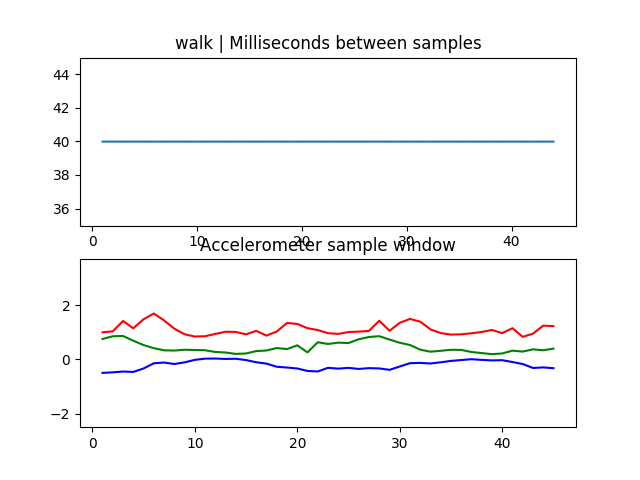 walk | Milliseconds between samples
44
42
40
38
36
0 10 20 30 40
Accelerometer sample window
2
0
−2
0 10 20 30 40